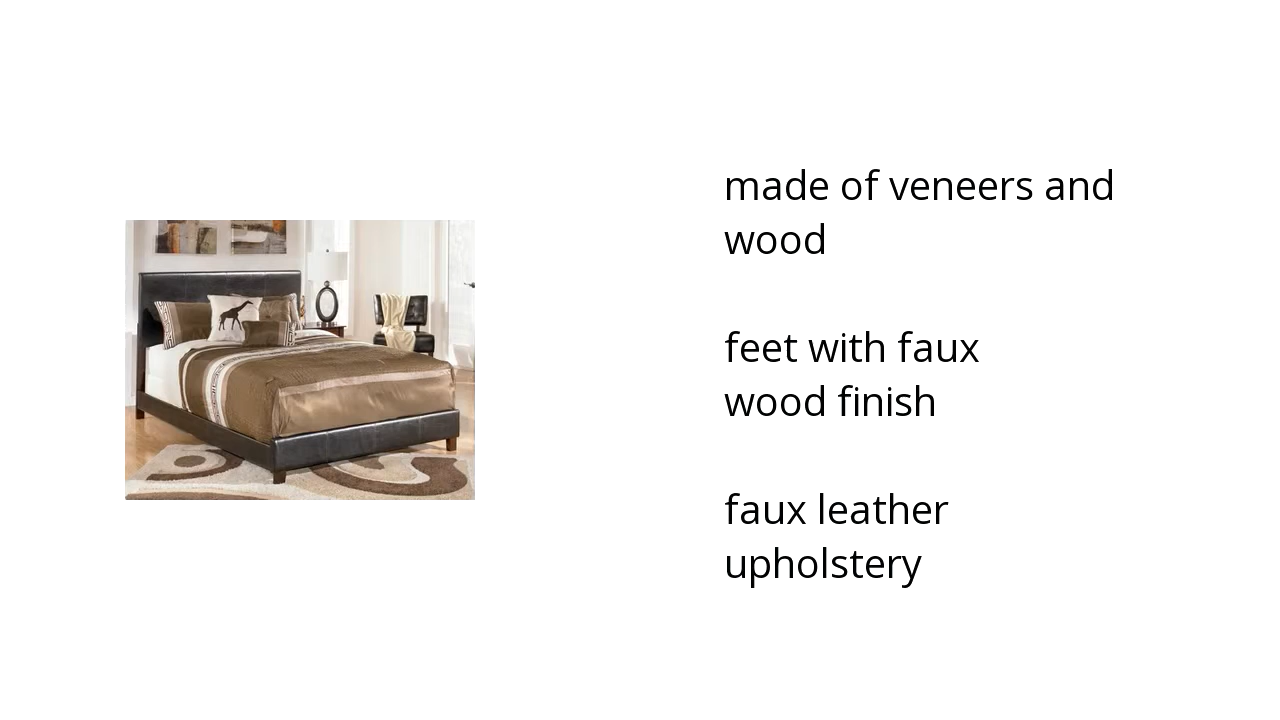 made of veneers and
wood
feet with faux
wood finish
faux leather
upholstery